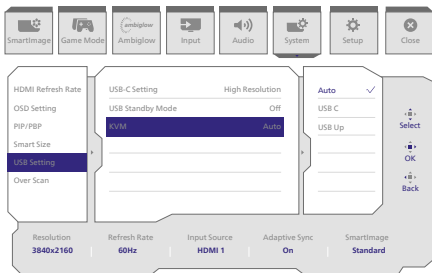 SmartImage Game Mode Ambiglow Input Audio System Setup Close
ambiglow
HDMI Refresh Rate
OSD Setting
PIP/PBP
Smart Size
USB Setting
Over Scan
USB-C Setting High Resolution
USB Standby Mode Off
KVM Auto
Auto
USB C
USB Up
Select
OK
Back
Resolution Refresh Rate Input Source Adaptive Sync SmartImage
3840x2160 60Hz HDMI 1 On Standard